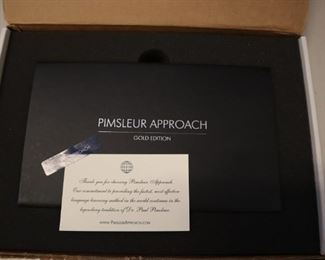 PIMSLEUR APPROACH
GOLD EDITION
Thank you for choosing Pimsleur Approach.
Our commitment to providing the fastest, most effective
language learning method in the world continues in the
legendary tradition of Dr. Paul Pimsleur.
www.PimsleurApproach.com